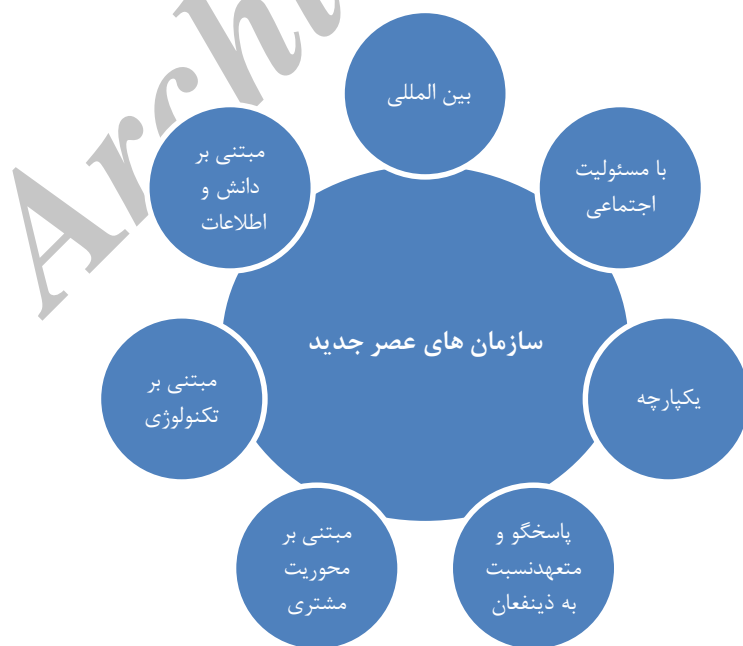 بین المللی
با مسئولیت
اجتماعی
یکپارچه
پاسخگو و
متعهدنسبت
به ذینفعان
مبتنی بر
محوریت
مشتری
مبتنی بر
تکنولوژی
مبتنی بر
دانش و
اطلاعات
سازمان های عصر جدید